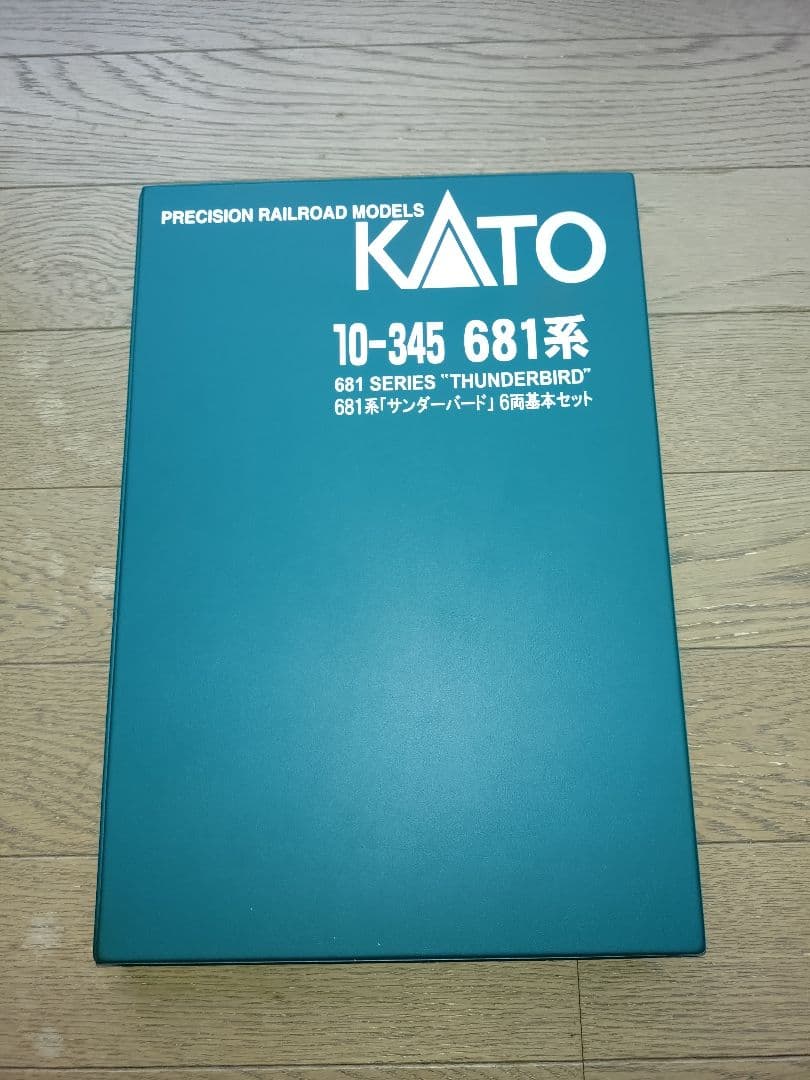 PRECISION RAILROAD MODELS
KATO
10-345 681系
681 SERIES "THUNDERBIRD"
681系「サンダーバード」6両基本セット